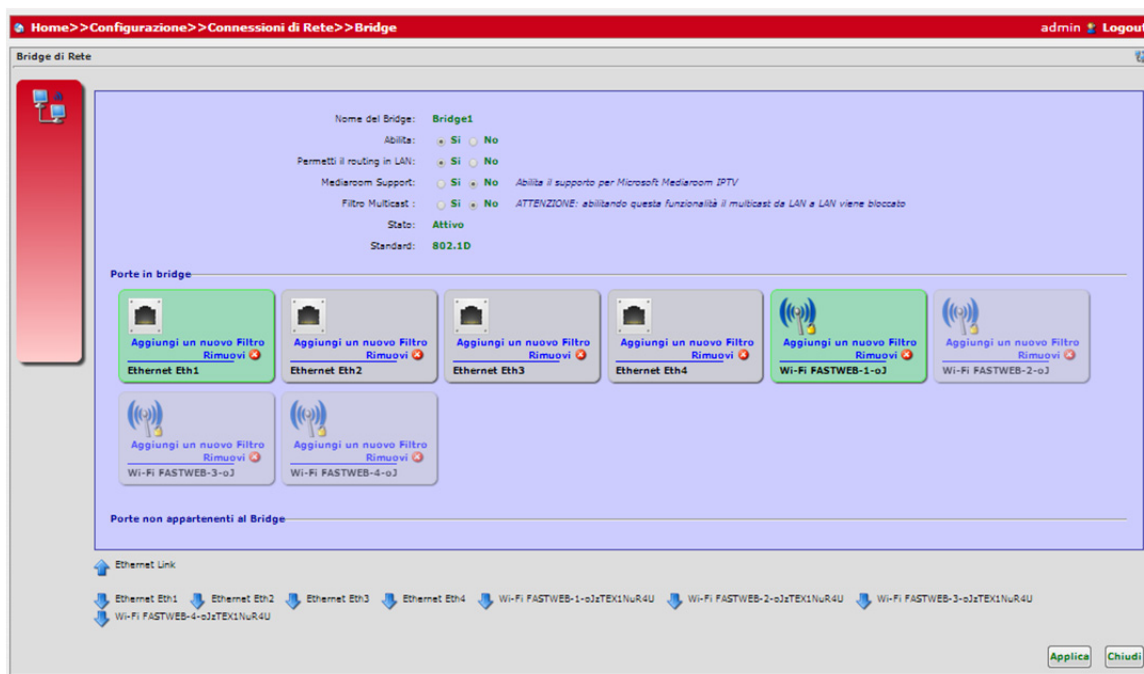 Home>>Configurazione>>Connessioni di Rete>>Bridge admin Logout
Bridge di Rete
Nome del Bridge: Bridge1
Abilita: Si No
Permetti il routing in LAN: Si No
Mediaroom Support: Si No Abilita il supporto per Microsoft Mediaroom IPTV
Filtro Multicast : Si No ATTENZIONE: abilitando questa funzionalità il multicast da LAN a LAN viene bloccato
Stato: Attivo
Standard: 802.1D
Porte in bridge
Aggiungi un nuovo Filtro Aggiungi un nuovo Filtro Aggiungi un nuovo Filtro Aggiungi un nuovo Filtro Aggiungi un nuovo Filtro Aggiungi un nuovo Filtro
Rimuovi Rimuovi Rimuovi Rimuovi Rimuovi Rimuovi
Ethernet Eth1 Ethernet Eth2 Ethernet Eth3 Ethernet Eth4 Wi-Fi FASTWEB-1-oJ Wi-Fi FASTWEB-2-oJ
Aggiungi un nuovo Filtro Aggiungi un nuovo Filtro
Rimuovi Rimuovi
Wi-Fi FASTWEB-3-oJ Wi-Fi FASTWEB-4-oJ
Porte non appartenenti al Bridge
Ethernet Link
Ethernet Eth1 Ethernet Eth2 Ethernet Eth3 Ethernet Eth4 Wi-Fi FASTWEB-1-oJzTEX1NuR4U Wi-Fi FASTWEB-2-oJzTEX1NuR4U Wi-Fi FASTWEB-3-oJzTEX1NuR4U
Wi-Fi FASTWEB-4-oJzTEX1NuR4U
Applica Chiudi